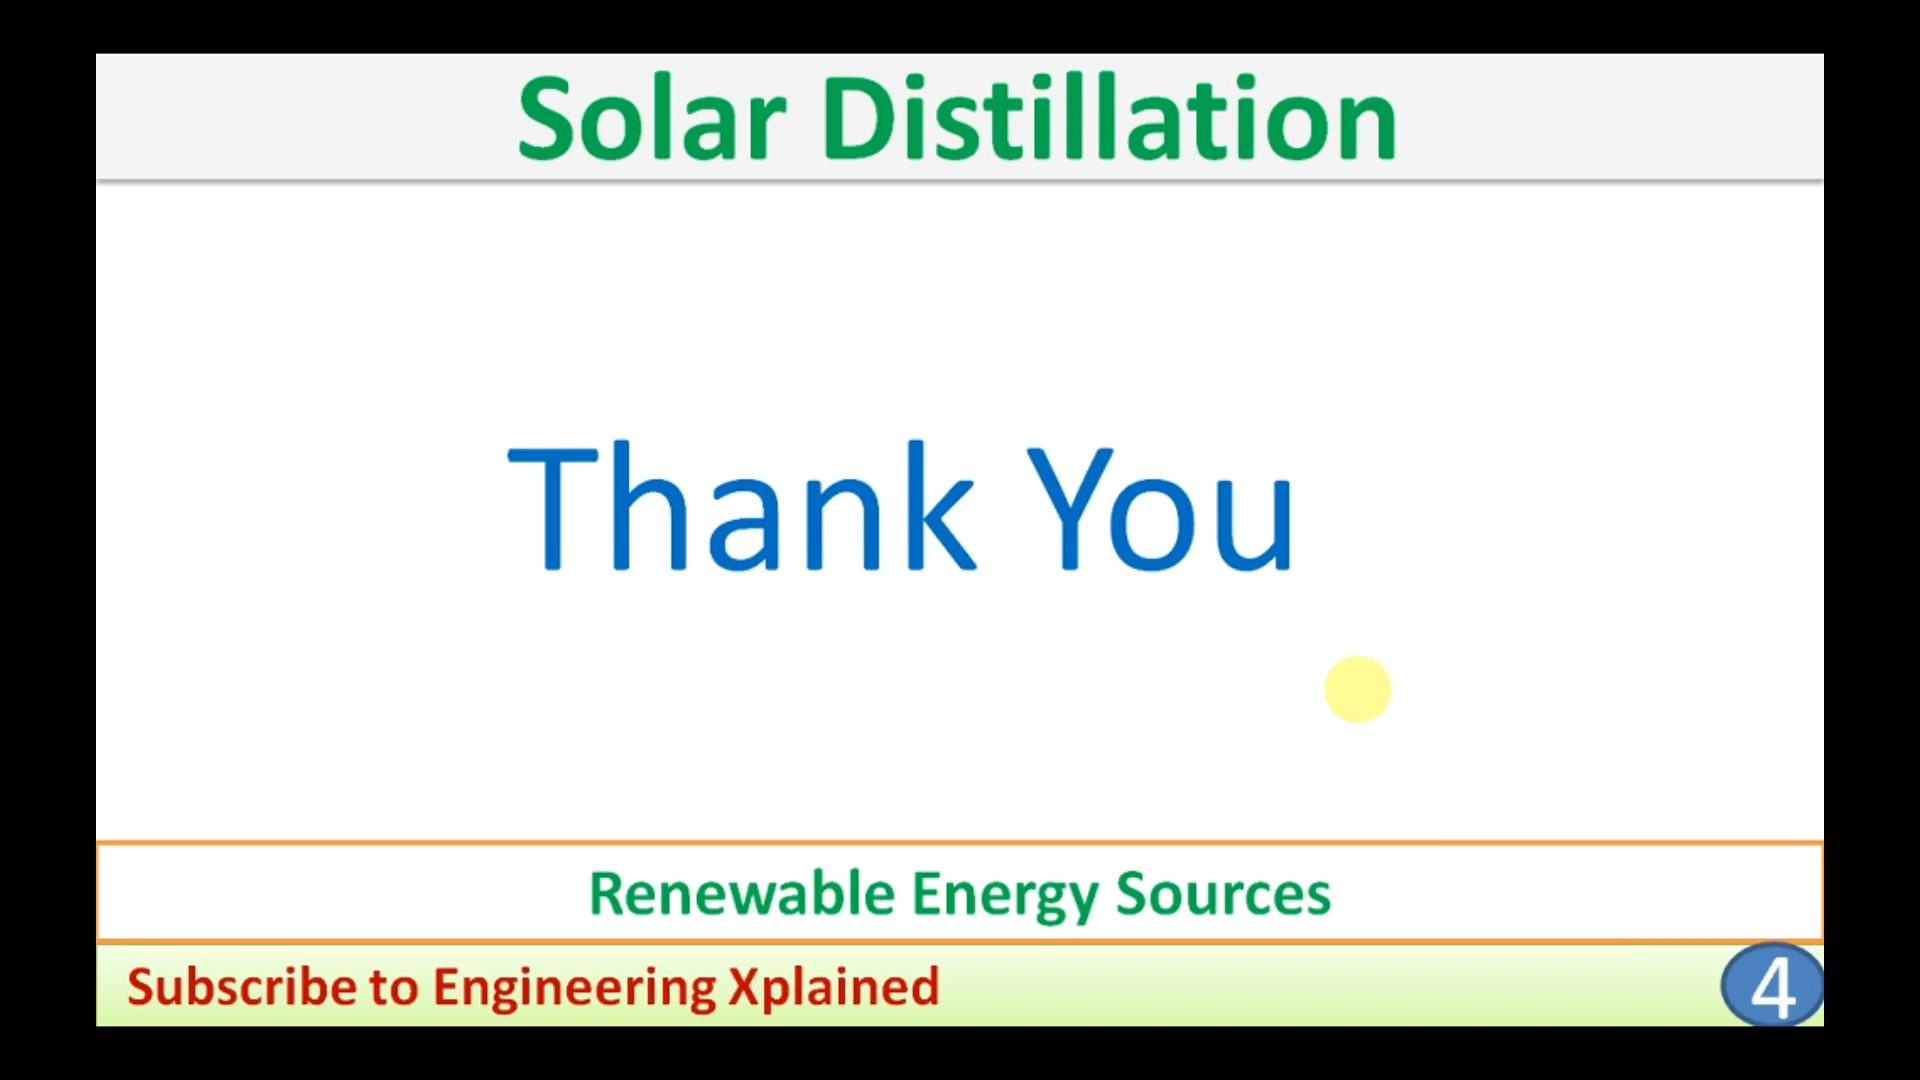 Solar Distillation
Thank You
Renewable Energy Sources
Subscribe to Engineering Xplained
4